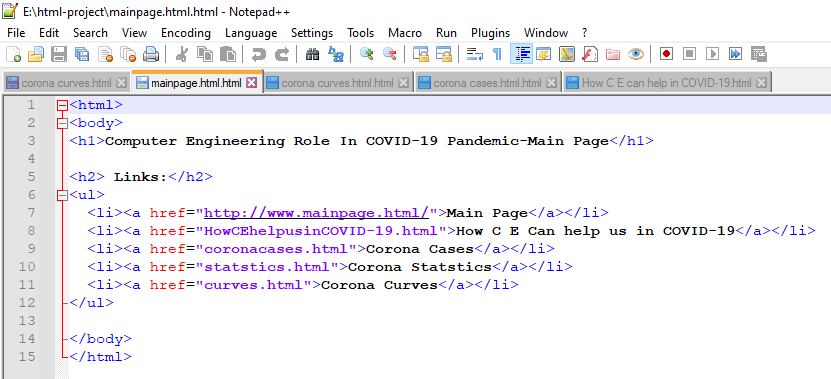 E:\html-project\mainpage.html.html - Notepad++
File Edit Search View Encoding Language Settings Tools Macro Run Plugins Window ?
corona curves.html mainpage.html.html corona curves.html.html corona cases.html.html How C E can help in COVID-19.html
1 <html>
2 <body>
3 <h1>Computer Engineering Role In COVID-19 Pandemic-Main Page</h1>
4
5 <h2> Links:</h2>
6 <ul>
7 <li><a href="http://www.mainpage.html/">Main Page</a></li>
8 <li><a href="HowCEhelpusinCOVID-19.html">How C E Can help us in COVID-19</a></li>
9 <li><a href="coronacases.html">Corona Cases</a></li>
10 <li><a href="statstics.html">Corona Statstics</a></li>
11 <li><a href="curves.html">Corona Curves</a></li>
12 </ul>
13
14 </body>
15 </html>